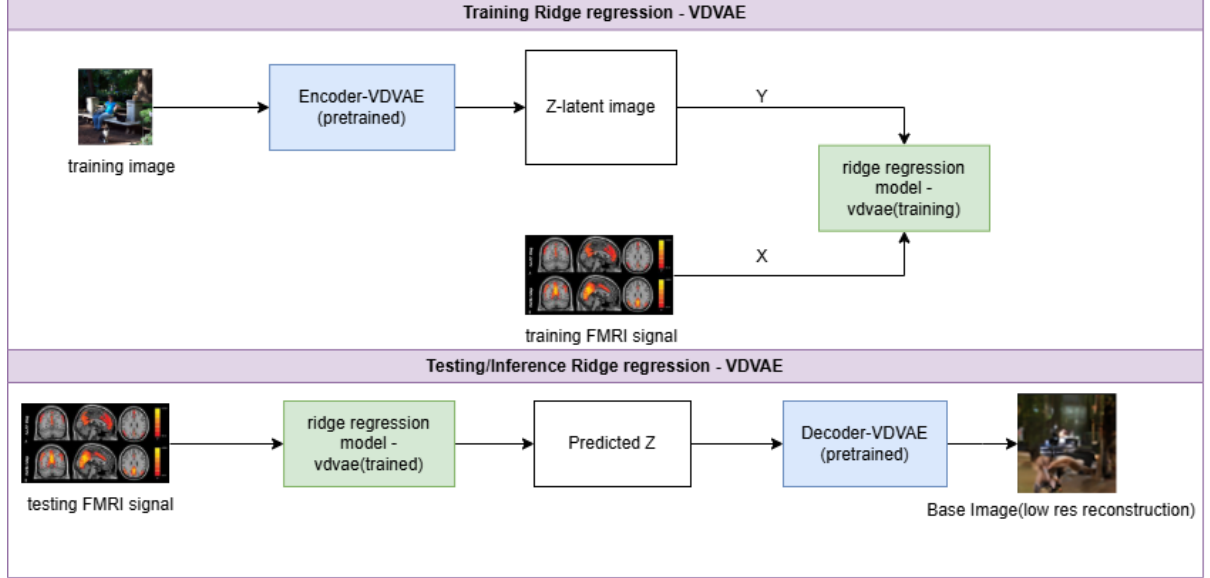 Training Ridge regression - VDVAE
Encoder-VDVAE
(pretrained)
Z-latent image
Y
training image
ridge regression
model -
vdvae(training)
X
training FMRI signal
Testing/Inference Ridge regression - VDVAE
ridge regression
model -
vdvae(trained)
Predicted Z
Decoder-VDVAE
(pretrained)
testing FMRI signal
Base Image(low res reconstruction)